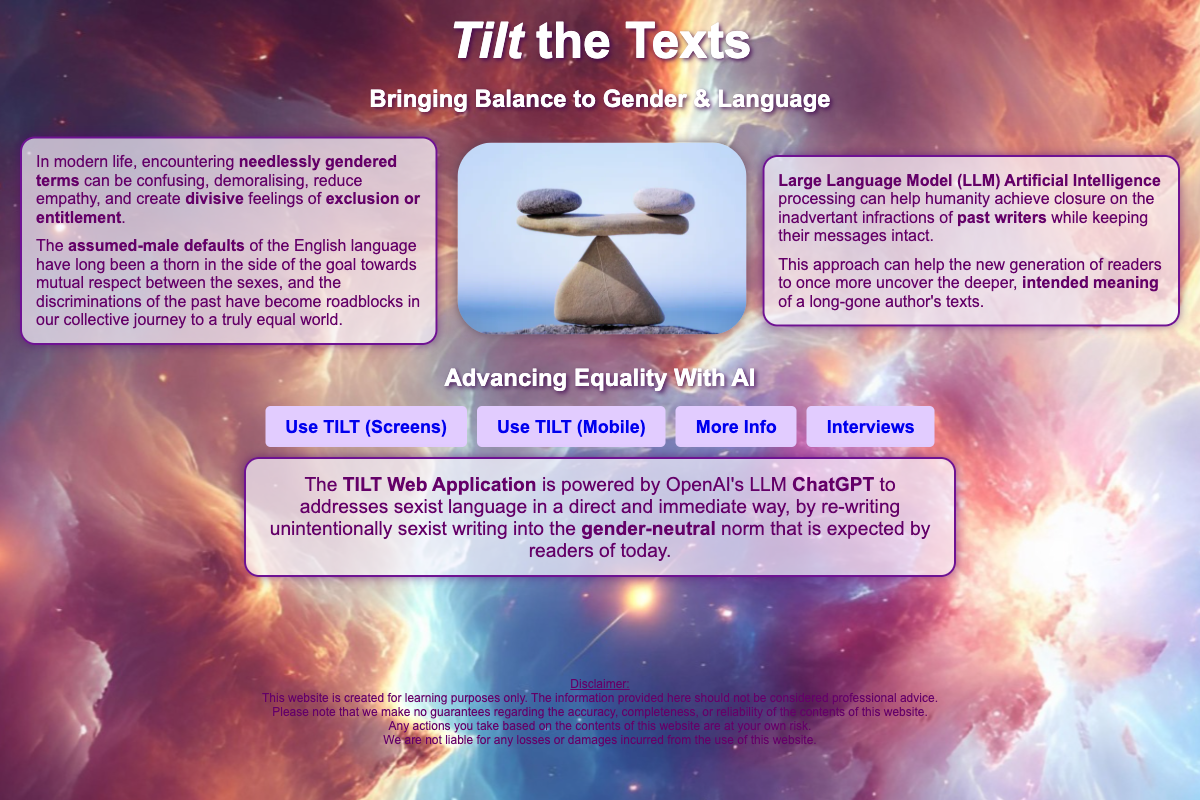 Tilt the Texts
Bringing Balance to Gender & Language
In modern life, encountering needlessly gendered
terms can be confusing, demoralising, reduce
empathy, and create divisive feelings of exclusion or
entitlement.
The assumed-male defaults of the English language
have long been a thorn in the side of the goal towards
mutual respect between the sexes, and the
discriminations of the past have become roadblocks in
our collective journey to a truly equal world.
Large Language Model (LLM) Artificial Intelligence
processing can help humanity achieve closure on the
inadvertent infractions of past writers while keeping
their messages intact.
This approach can help the new generation of readers
to once more uncover the deeper, intended meaning
of a long-gone author's texts.
Advancing Equality With AI
Use TILT (Screens)
Use TILT (Mobile)
More Info
Interviews
The TILT Web Application is powered by OpenAI's LLM ChatGPT to
addresses sexist language in a direct and immediate way, by re-writing
unintentionally sexist writing into the gender-neutral norm that is expected by
readers of today.
Disclaimer:
This website is created for learning purposes only. The information provided here should not be considered professional advice.
Please note that we make no guarantees regarding the accuracy, completeness, or reliability of the contents of this website.
Any actions you take based on the contents of this website are at your own risk.
We are not liable for any losses or damages incurred from the use of this website.